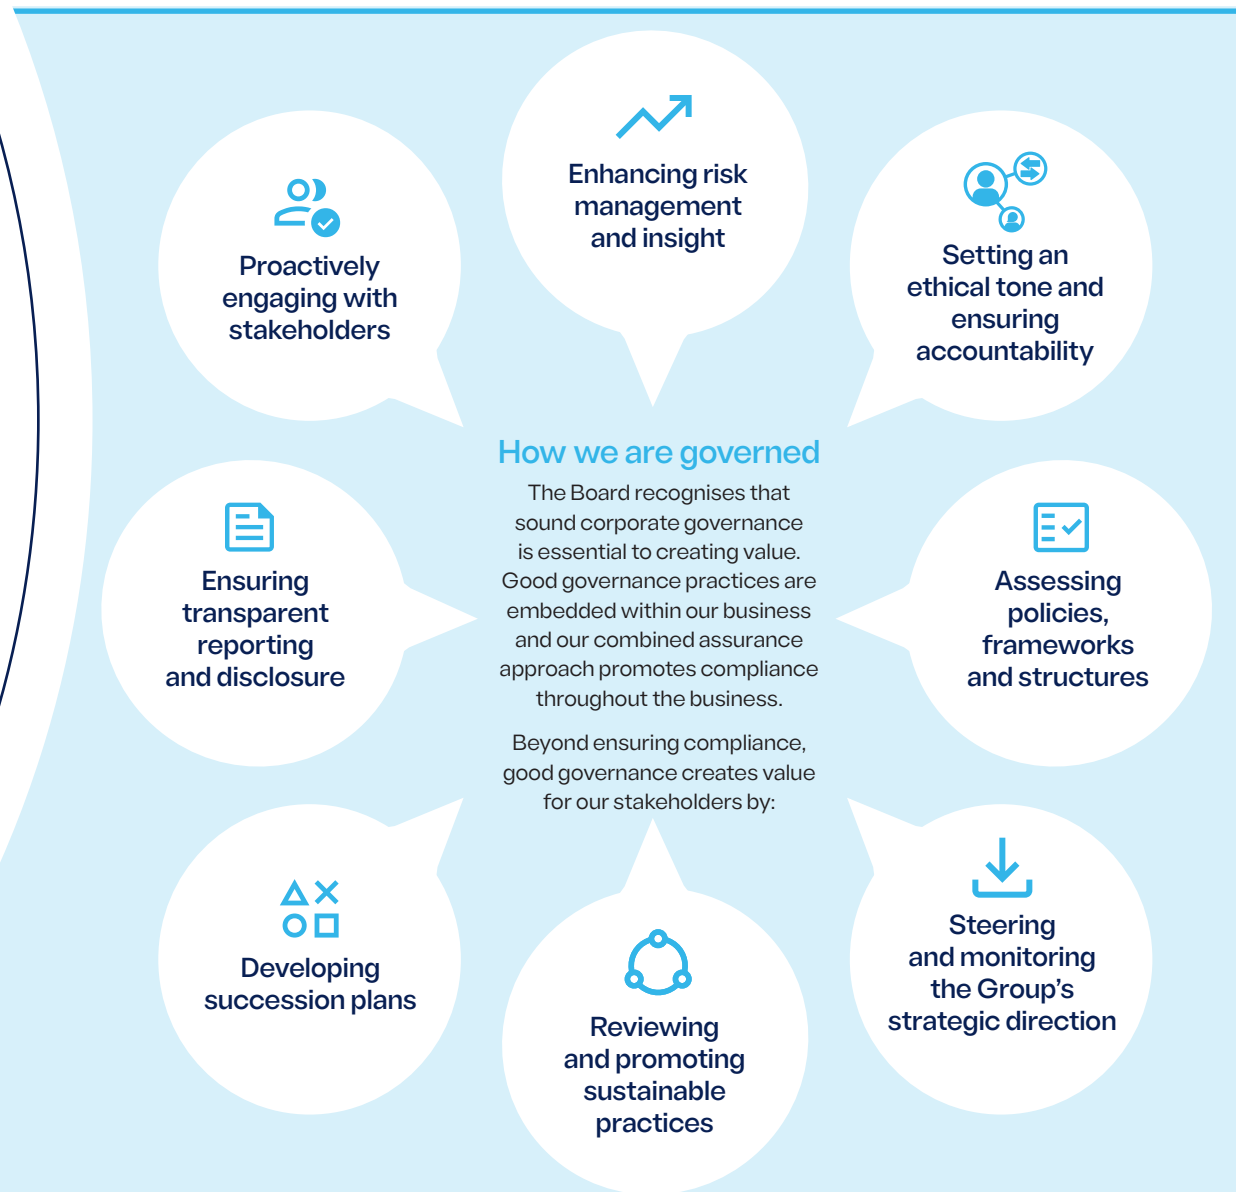 Enhancing risk
management
and insight
Proactively
engaging with
stakeholders
Setting an
ethical tone and
ensuring
accountability
How we are governed
The Board recognises that
sound corporate governance
is essential to creating value.
Good governance practices are
embedded within our business
and our combined assurance
approach promotes compliance
throughout the business.
Beyond ensuring compliance,
good governance creates value
for our stakeholders by:
Ensuring
transparent
reporting
and disclosure
Assessing
policies,
frameworks
and structures
Developing
succession plans
Steering
and monitoring
the Group’s
strategic direction
Reviewing
and promoting
sustainable
practices